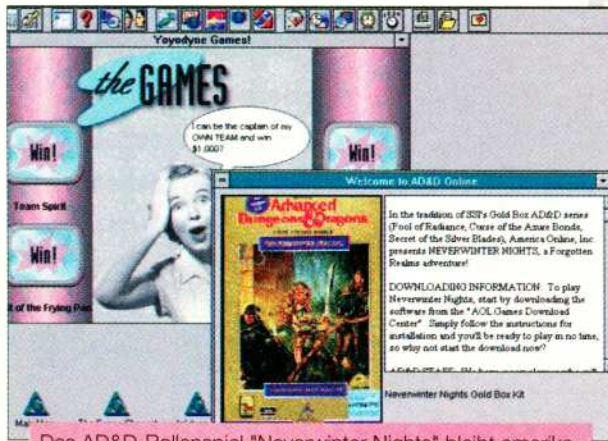 Yoyodyne Games!
the GAMES
I can be the captain of my
OWN TEAM and win
$1,000?
Win!
Win!
Team Spirit
Win!
of the Frying Pan
Welcome to AD&D Online
Advanced
Dungeons & Dragons
In the tradition of SSI's Gold Box AD&D series
(Pool of Radiance, Curse of the Azure Bonds,
Secret of the Silver Blades), America Online, Inc.
presents NEVERWINTER NIGHTS, a Forgotten
Realms adventure!
DOWNLOADING INFORMATION: To play
Neverwinter Nights, start by downloading the
software from the "AOL Games Download
Center". Simply follow the instructions for
installation and you'll be ready to play in no time,
so why not start the download now?
Neverwinter Nights Gold Box Kit
Das AD&D-Rollenspiel "Neverwinter Nights" bleibt